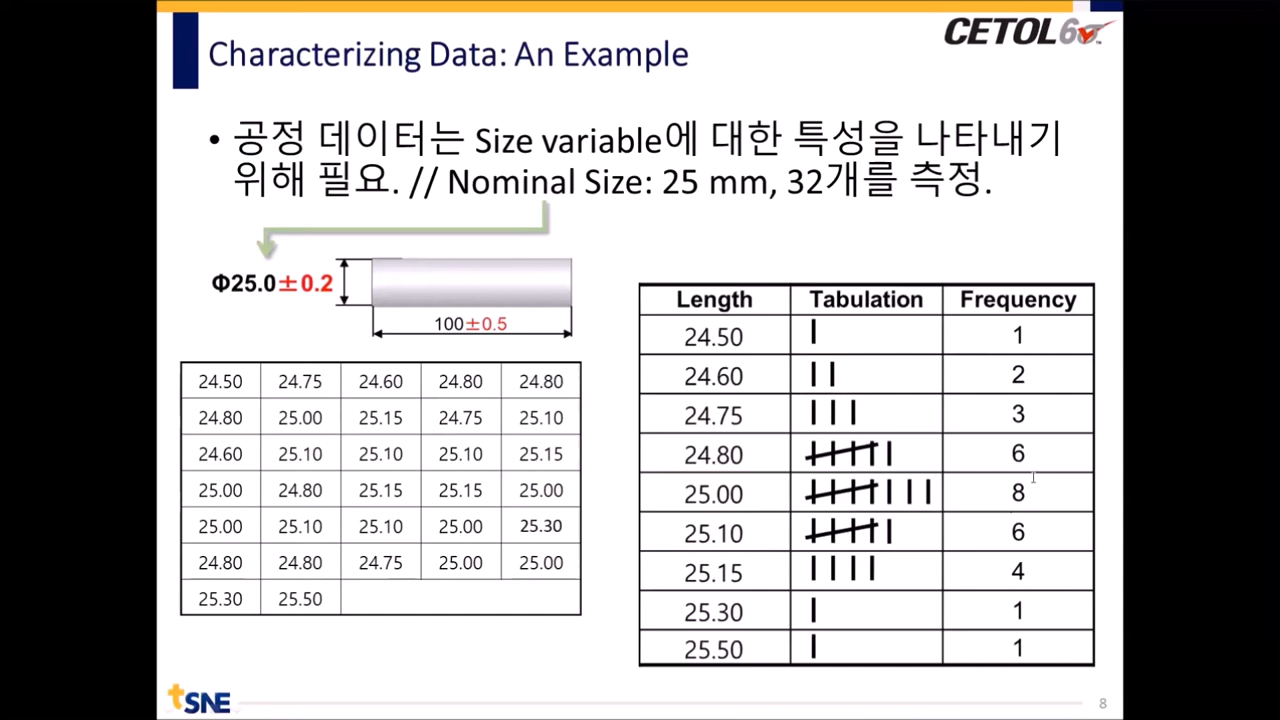 CETOL6σ
Characterizing Data: An Example
• 공정 데이터는 Size variable에 대한 특성을 나타내기
위해 필요. // Nominal Size: 25 mm, 32개를 측정.
Φ25.0±0.2
100±0.5
24.50 24.75 24.60 24.80 24.80
24.80 25.00 25.15 24.75 25.10
24.60 25.10 25.10 25.10 25.15
25.00 24.80 25.15 25.15 25.00
25.00 25.10 25.10 25.00 25.30
24.80 24.80 24.75 25.00 25.00
25.30 25.50
Length Tabulation Frequency
24.50 1
24.60 2
24.75 3
24.80 6
25.00 8
25.10 6
25.15 4
25.30 1
25.50 1
tSNE
8